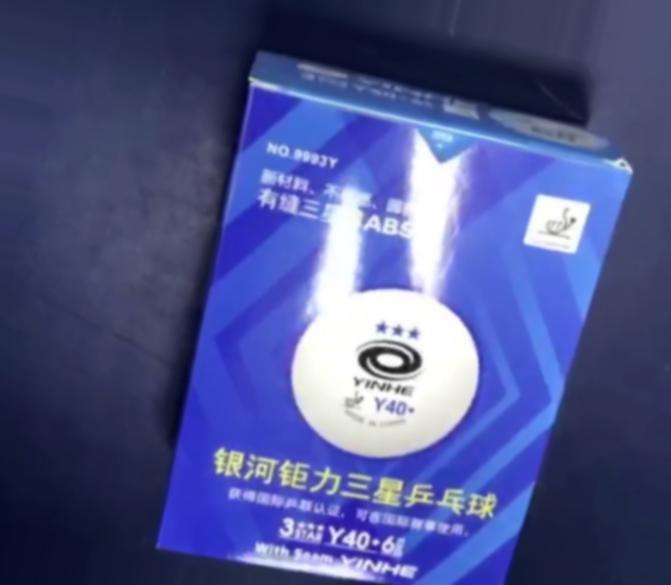 NO.9993Y
新材料、不
有缝三星 ABS
★★★
YINHE
Y40+
银河钜力三星乒乓球
获得国际乒联认证，可在国际赛事使用。
3 STAR Y40+6
With Seam YINHE